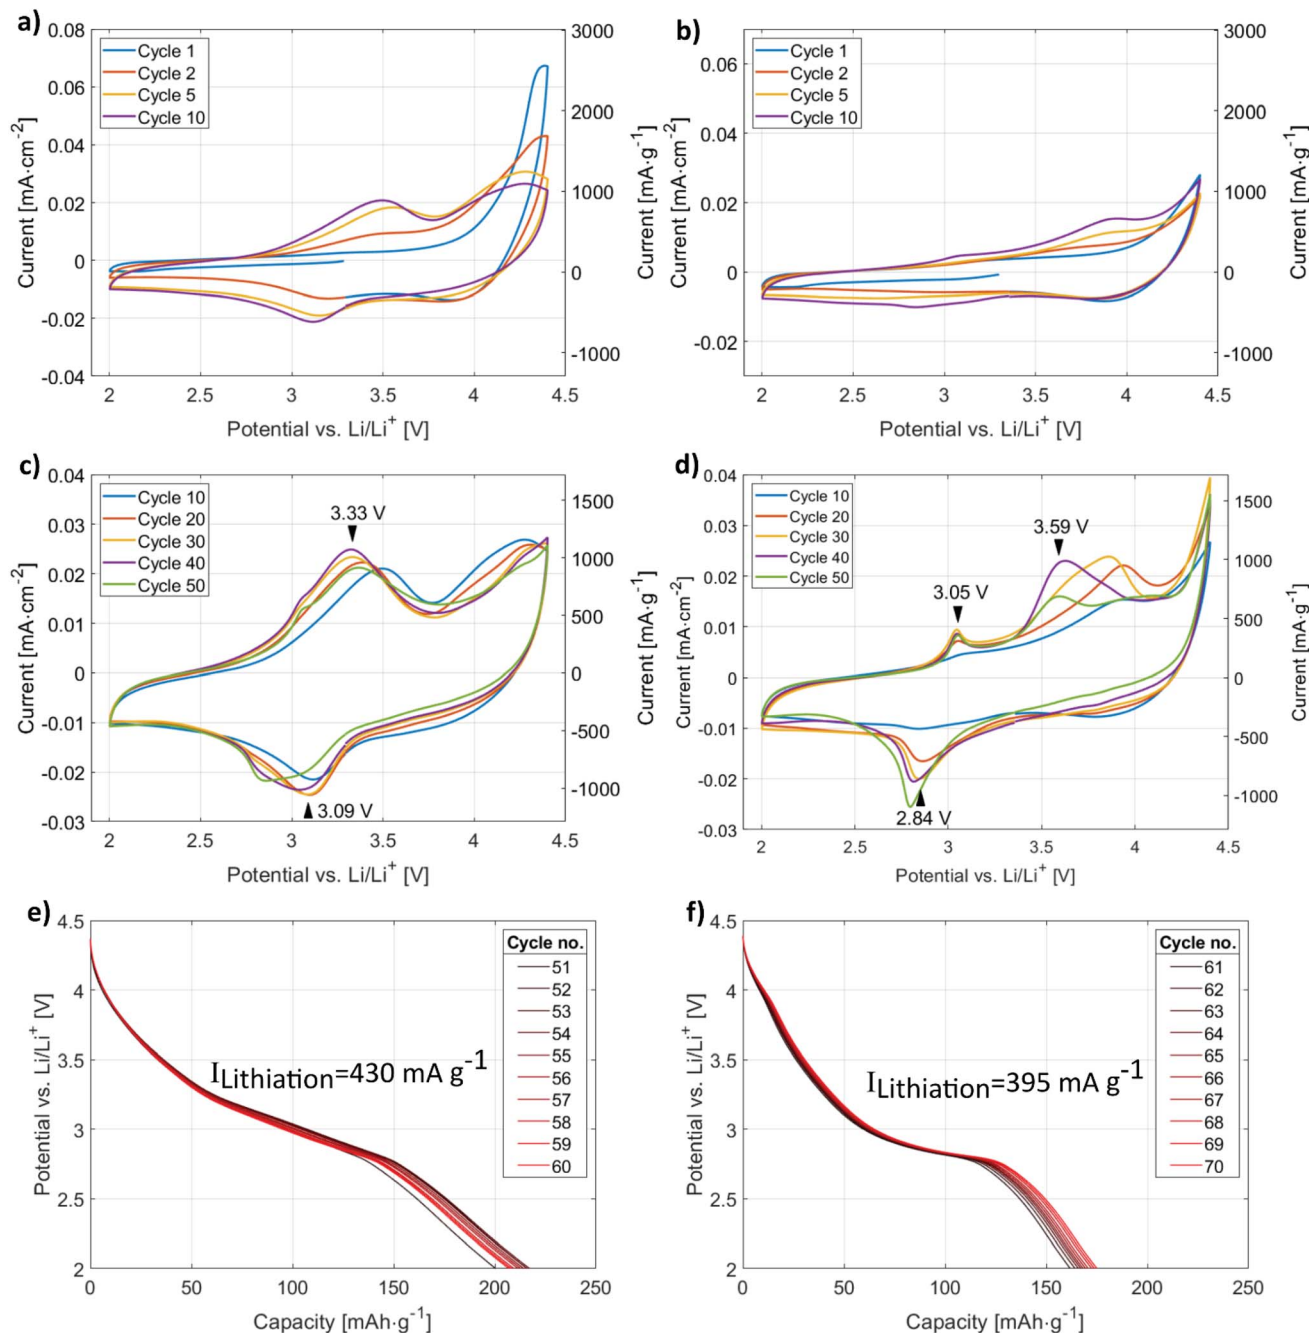 a)
0.08
0.06
0.04
0.02
0
-0.02
-0.04
Current [mA·cm-2]
Cycle 1
Cycle 2
Cycle 5
Cycle 10
3000
2000
1000
0
-1000
Current [mA·g-1]
2
2.5
3
3.5
4
4.5
Potential vs. Li/Li+ [V]
b)
0.06
0.04
0.02
0
-0.02
Current [mA·cm-2]
Cycle 1
Cycle 2
Cycle 5
Cycle 10
3000
2000
1000
0
-1000
Current [mA·g-1]
2
2.5
3
3.5
4
4.5
Potential vs. Li/Li+ [V]
c)
0.04
0.03
0.02
0.01
0
-0.01
-0.02
-0.03
Current [mA·cm-2]
Cycle 10
Cycle 20
Cycle 30
Cycle 40
Cycle 50
3.33 V
3.09 V
1500
1000
500
0
-500
-1000
Current [mA·g-1]
2
2.5
3
3.5
4
4.5
Potential vs. Li/Li+ [V]
d)
0.04
0.03
0.02
0.01
0
-0.01
-0.02
-0.03
Current [mA·cm-2]
Cycle 10
Cycle 20
Cycle 30
Cycle 40
Cycle 50
3.05 V
3.59 V
2.84 V
1500
1000
500
0
-500
-1000
Current [mA·g-1]
2
2.5
3
3.5
4
4.5
Potential vs. Li/Li+ [V]
e)
4.5
4
3.5
3
2.5
2
Potential vs. Li/Li+ [V]
ILithiation=430 mA g-1
Cycle no.
51
52
53
54
55
56
57
58
59
60
0
50
100
150
200
250
Capacity [mAh·g-1]
f)
4.5
4
3.5
3
2.5
2
Potential vs. Li/Li+ [V]
ILithiation=395 mA g-1
Cycle no.
61
62
63
64
65
66
67
68
69
70
0
50
100
150
200
250
Capacity [mAh·g-1]